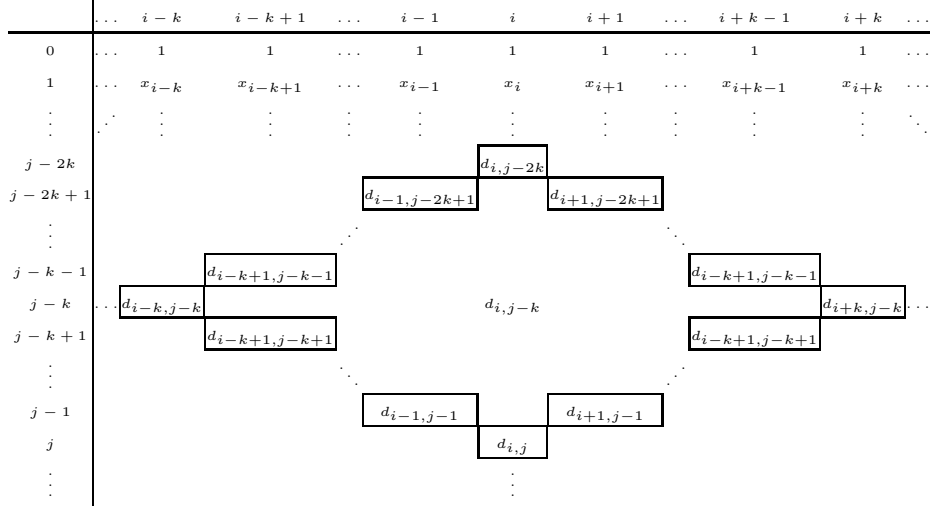 … i − k i − k + 1 … i − 1 i i + 1 … i + k − 1 i + k …
0 … 1 1 … 1 1 1 … 1 1 …
1 … x_{i−k} x_{i−k+1} … x_{i−1} x_i x_{i+1} … x_{i+k−1} x_{i+k} …
⋮ ⋰ ⋮ ⋮ ⋮ ⋮ ⋮ ⋮ ⋮ ⋮ ⋮ ⋱
j − 2k d_{i,j−2k}
j − 2k + 1 d_{i−1,j−2k+1} d_{i+1,j−2k+1}
⋮ ⋰ ⋱
j − k − 1 d_{i−k+1,j−k−1} d_{i−k+1,j−k−1}
j − k … d_{i−k,j−k} d_{i,j−k} d_{i+k,j−k} …
j − k + 1 d_{i−k+1,j−k+1} d_{i−k+1,j−k+1}
⋮ ⋱ ⋰
j − 1 d_{i−1,j−1} d_{i+1,j−1}
j d_{i,j}
⋮ ⋮